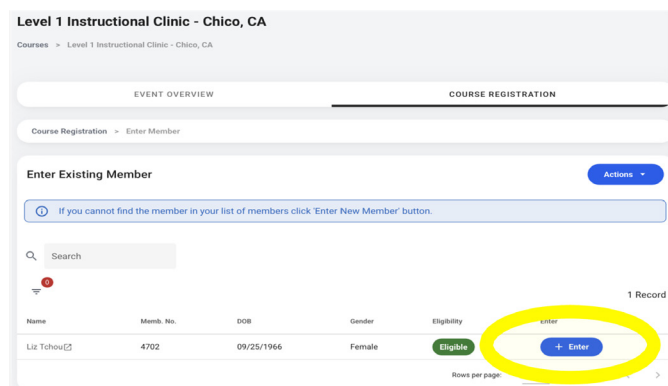 Level 1 Instructional Clinic - Chico, CA
Courses > Level 1 Instructional Clinic - Chico, CA
EVENT OVERVIEW COURSE REGISTRATION
Course Registration > Enter Member
Enter Existing Member Actions
If you cannot find the member in your list of members click 'Enter New Member' button.
Search
0
1 Record
Name Memb. No. DOB Gender Eligibility Enter
Liz Tchou 4702 09/25/1966 Female Eligible + Enter
Rows per page: